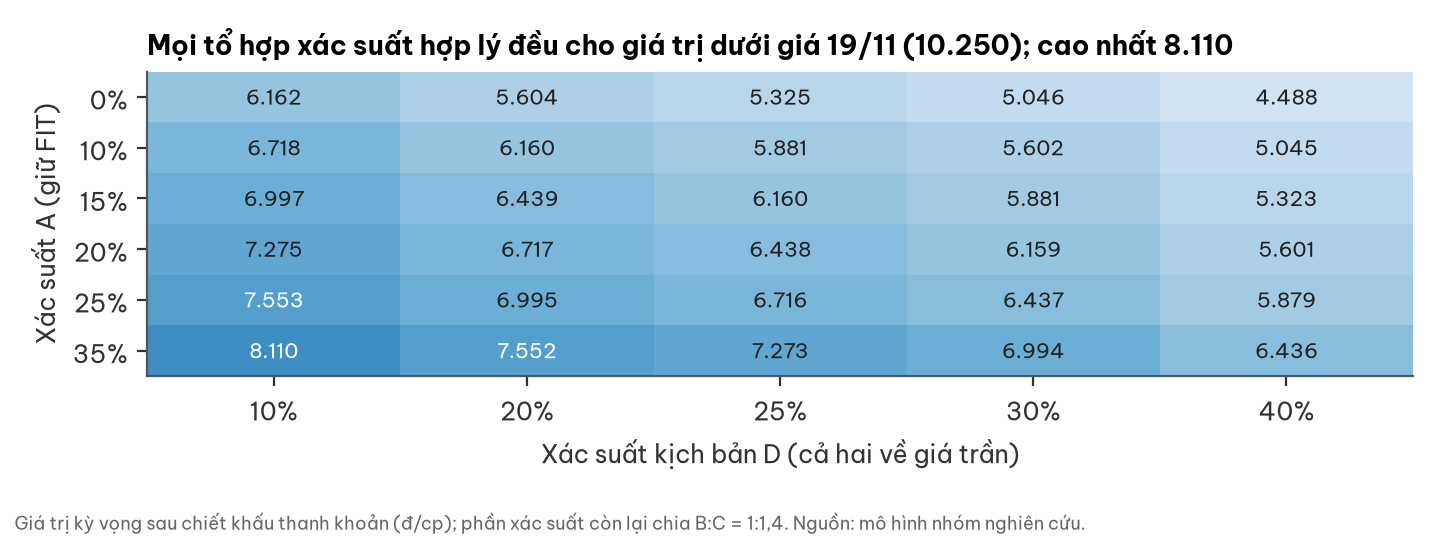 Mọi tổ hợp xác suất hợp lý đều cho giá trị dưới giá 19/11 (10.250); cao nhất 8.110
Xác suất A (giữ FIT)
0% 6.162 5.604 5.325 5.046 4.488
10% 6.718 6.160 5.881 5.602 5.045
15% 6.997 6.439 6.160 5.881 5.323
20% 7.275 6.717 6.438 6.159 5.601
25% 7.553 6.995 6.716 6.437 5.879
35% 8.110 7.552 7.273 6.994 6.436
10% 20% 25% 30% 40%
Xác suất kịch bản D (cả hai về giá trần)
Giá trị kỳ vọng sau chiết khấu thanh khoản (đ/cp); phần xác suất còn lại chia B:C = 1:1,4. Nguồn: mô hình nhóm nghiên cứu.